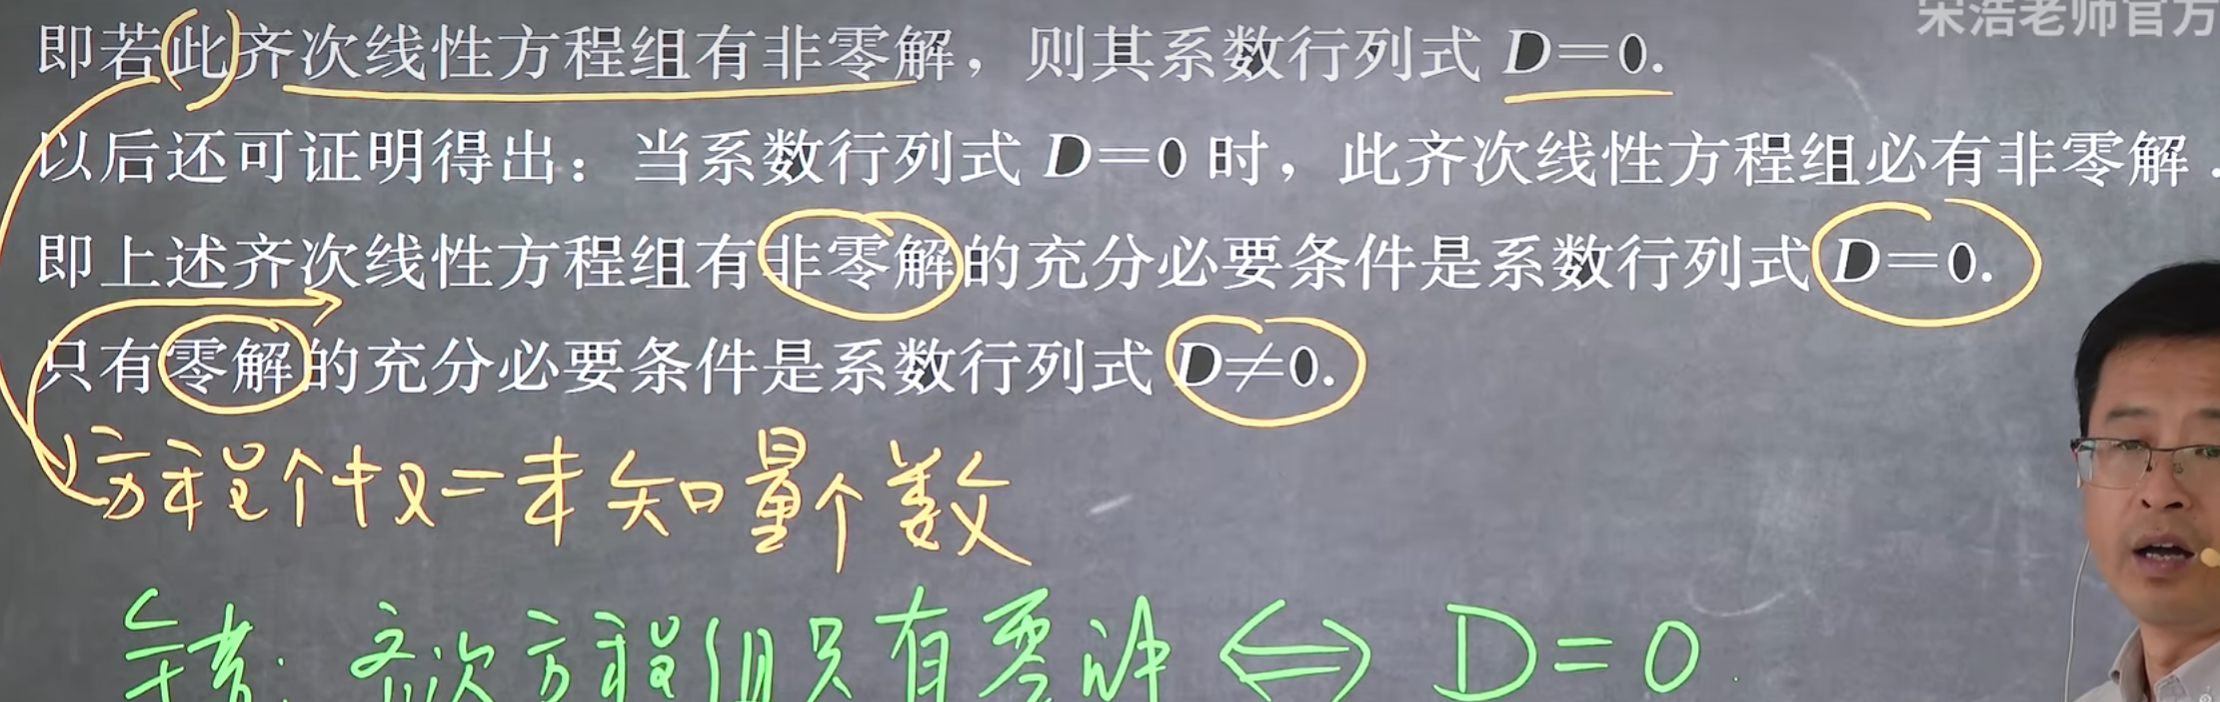 宋浩老师官方
即若此齐次线性方程组有非零解，则其系数行列式 D=0.
以后还可证明得出：当系数行列式 D=0 时，此齐次线性方程组必有非零解.
即上述齐次线性方程组有非零解的充分必要条件是系数行列式 D=0.
只有零解的充分必要条件是系数行列式 D≠0.
方程个数=未知量个数
错：齐次方程组只有零解 ⇔ D=0.